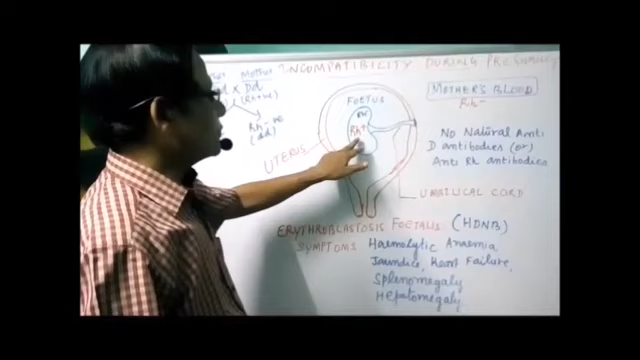 INCOMPATIBILITY DURING PREGNANCY
Mother
x Dd
(Rh+ve)
Rh-ve
(dd)
FOETUS
Rh+
UTERUS
MOTHER'S BLOOD
Rh-
No Natural Anti
D antibodies (or)
Anti Rh antibodies
UMBILICAL CORD
ERYTHROBLASTOSIS FOETALIS (HDNB)
SYMPTOMS Haemolytic Anaemia
Jaundice, Heart Failure,
Splenomegaly
Hepatomegaly